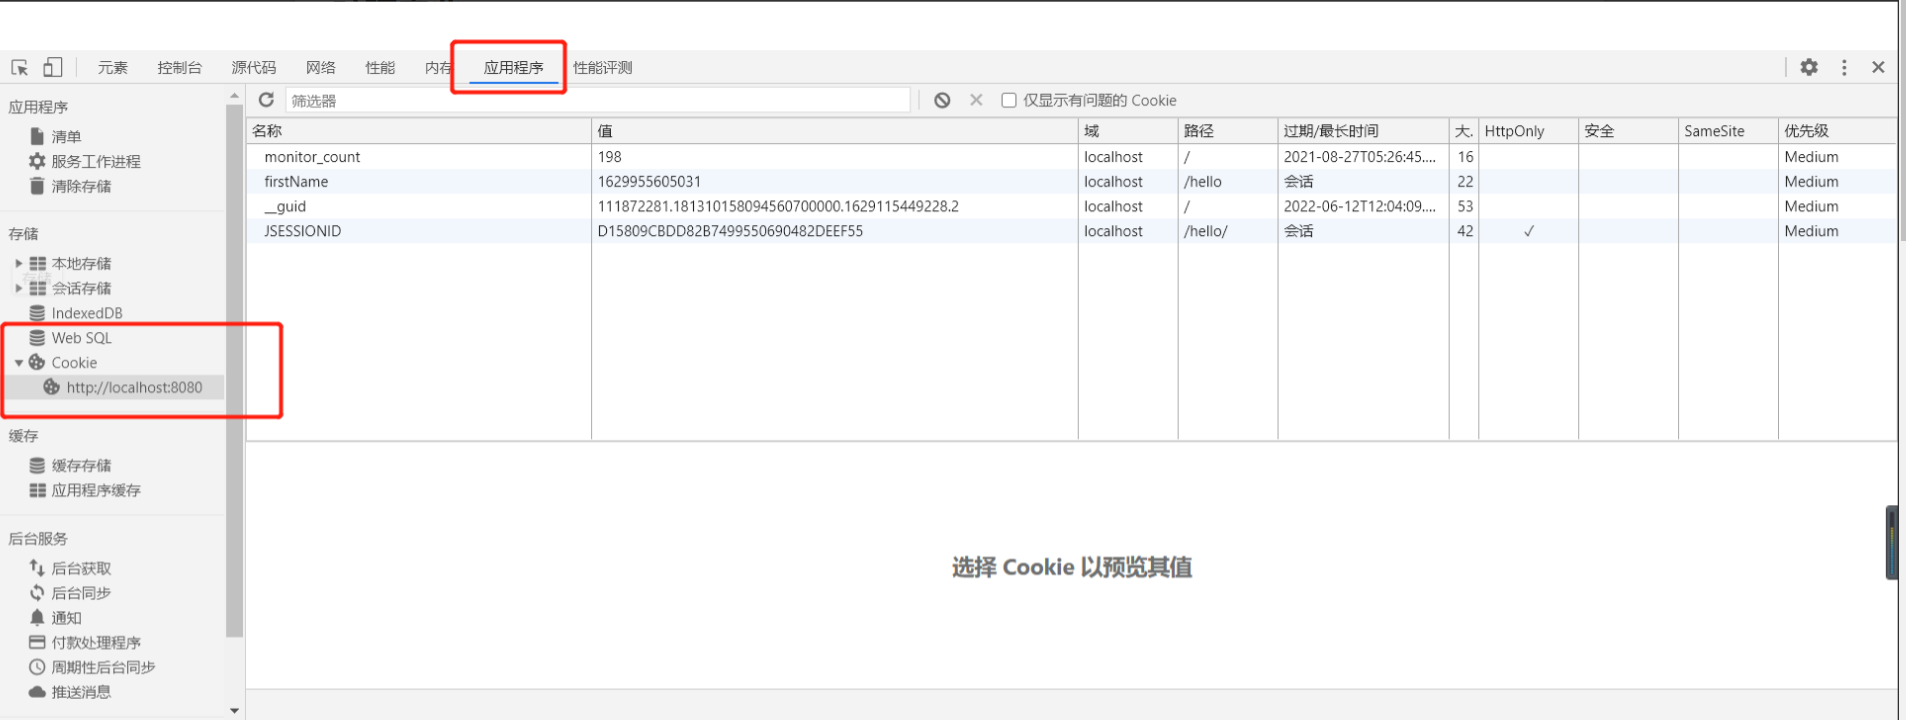 元素 控制台 源代码 网络 性能 内存 应用程序 性能评测
应用程序
清单
服务工作进程
清除存储
存储
本地存储
会话存储
IndexedDB
Web SQL
Cookie
http://localhost:8080
缓存
缓存存储
应用程序缓存
后台服务
后台获取
后台同步
通知
付款处理程序
周期性后台同步
推送消息
筛选器 仅显示有问题的 Cookie
名称 值 域 路径 过期/最长时间 大. HttpOnly 安全 SameSite 优先级
monitor_count 198 localhost / 2021-08-27T05:26:45.... 16 Medium
firstName 1629955605031 localhost /hello 会话 22 Medium
__guid 111872281.181310158094560700000.1629115449228.2 localhost / 2022-06-12T12:04:09.... 53 Medium
JSESSIONID D15809CBDD82B7499550690482DEEF55 localhost /hello/ 会话 42 ✓ Medium
选择 Cookie 以预览其值